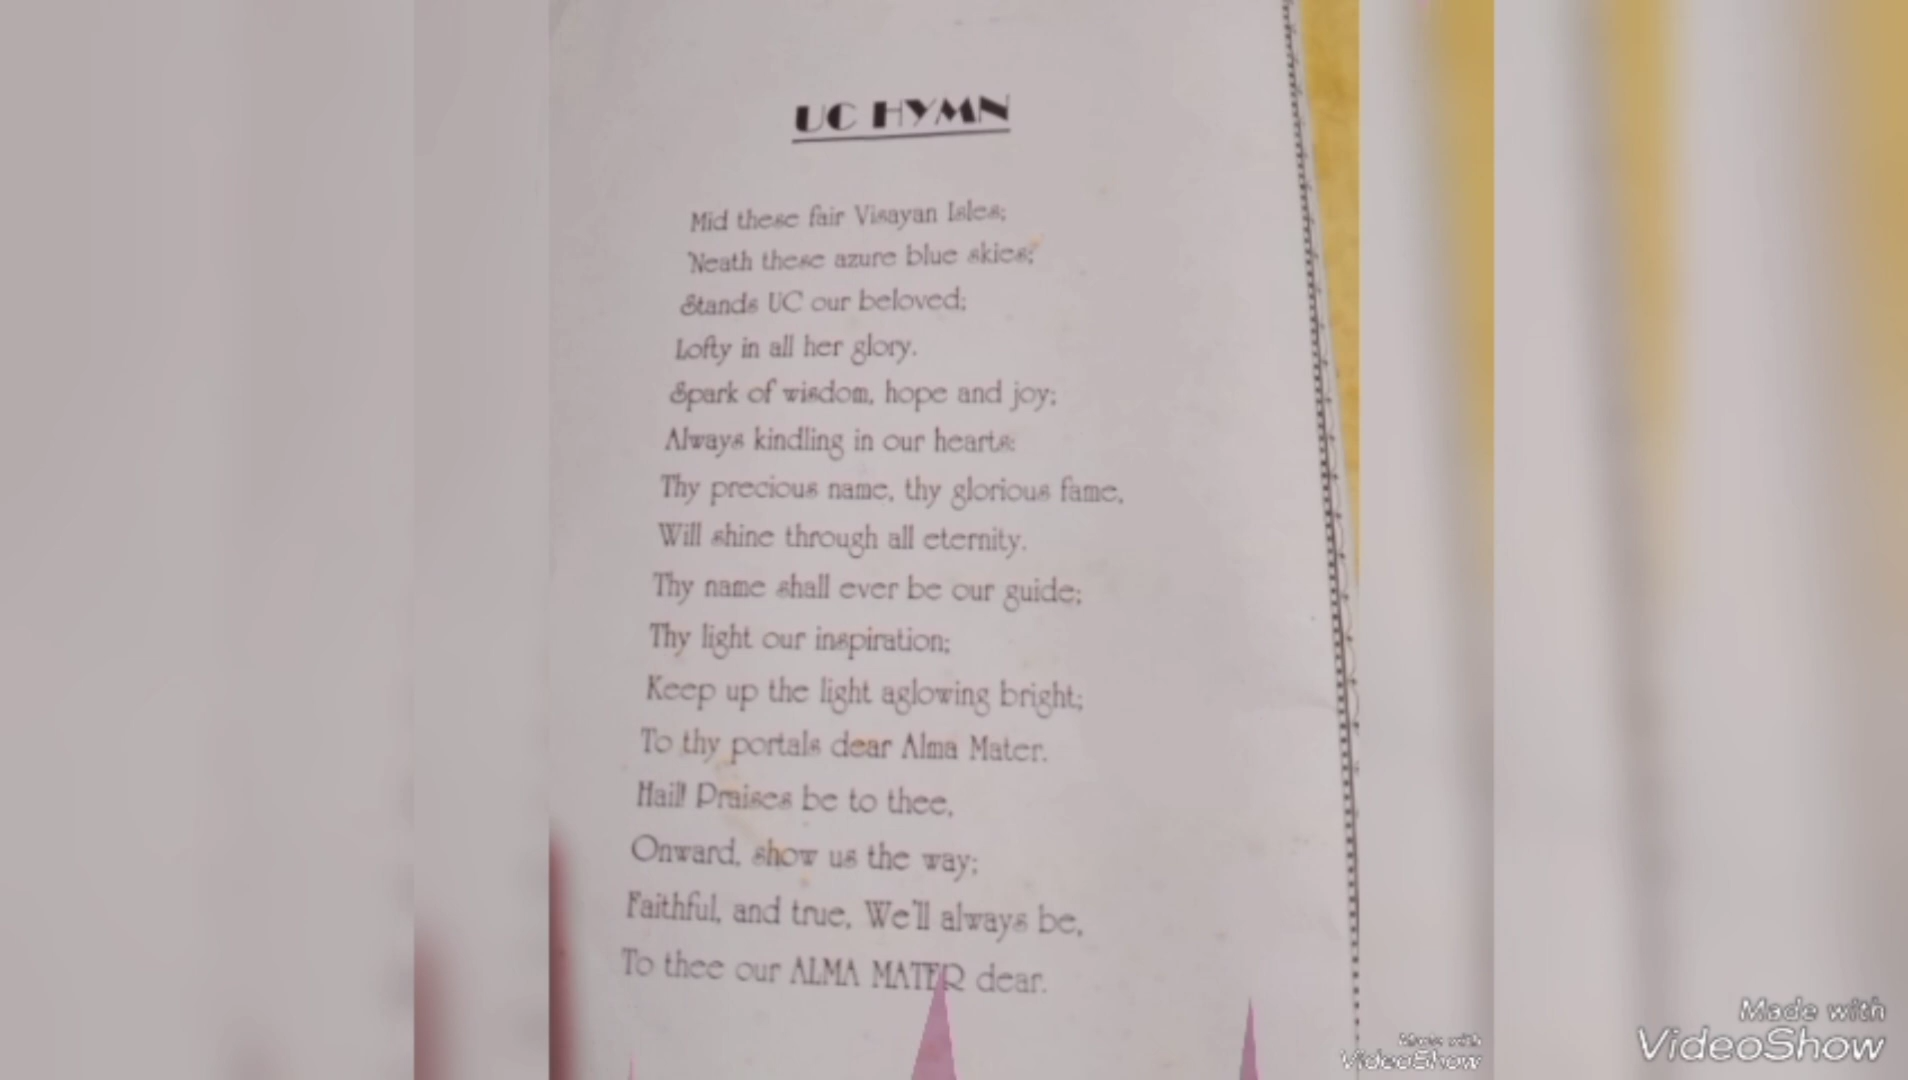 UC HYMN
Mid these fair Visayan Isles;
'Neath these azure blue skies;
Stands UC our beloved;
Lofty in all her glory.
Spark of wisdom, hope and joy;
Always kindling in our hearts;
Thy precious name, thy glorious fame,
Will shine through all eternity.
Thy name shall ever be our guide;
Thy light our inspiration;
Keep up the light aglowing bright;
To thy portals dear Alma Mater.
Hail! Praises be to thee,
Onward, show us the way;
Faithful, and true, We'll always be,
To thee our ALMA MATER dear.
Made with
VideoShow
Made with
VideoShow